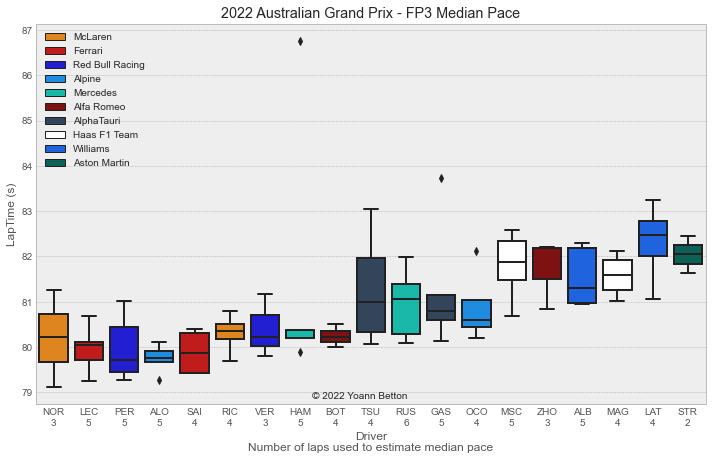 2022 Australian Grand Prix - FP3 Median Pace
87
86
85
84
83
82
81
80
79
LapTime (s)
McLaren
Ferrari
Red Bull Racing
Alpine
Mercedes
Alfa Romeo
AlphaTauri
Haas F1 Team
Williams
Aston Martin
© 2022 Yoann Betton
NOR LEC PER ALO SAI RIC VER HAM BOT TSU RUS GAS OCO MSC ZHO ALB MAG LAT STR
3 5 5 5 4 4 3 5 4 4 6 5 4 5 3 5 4 4 2
Driver
Number of laps used to estimate median pace